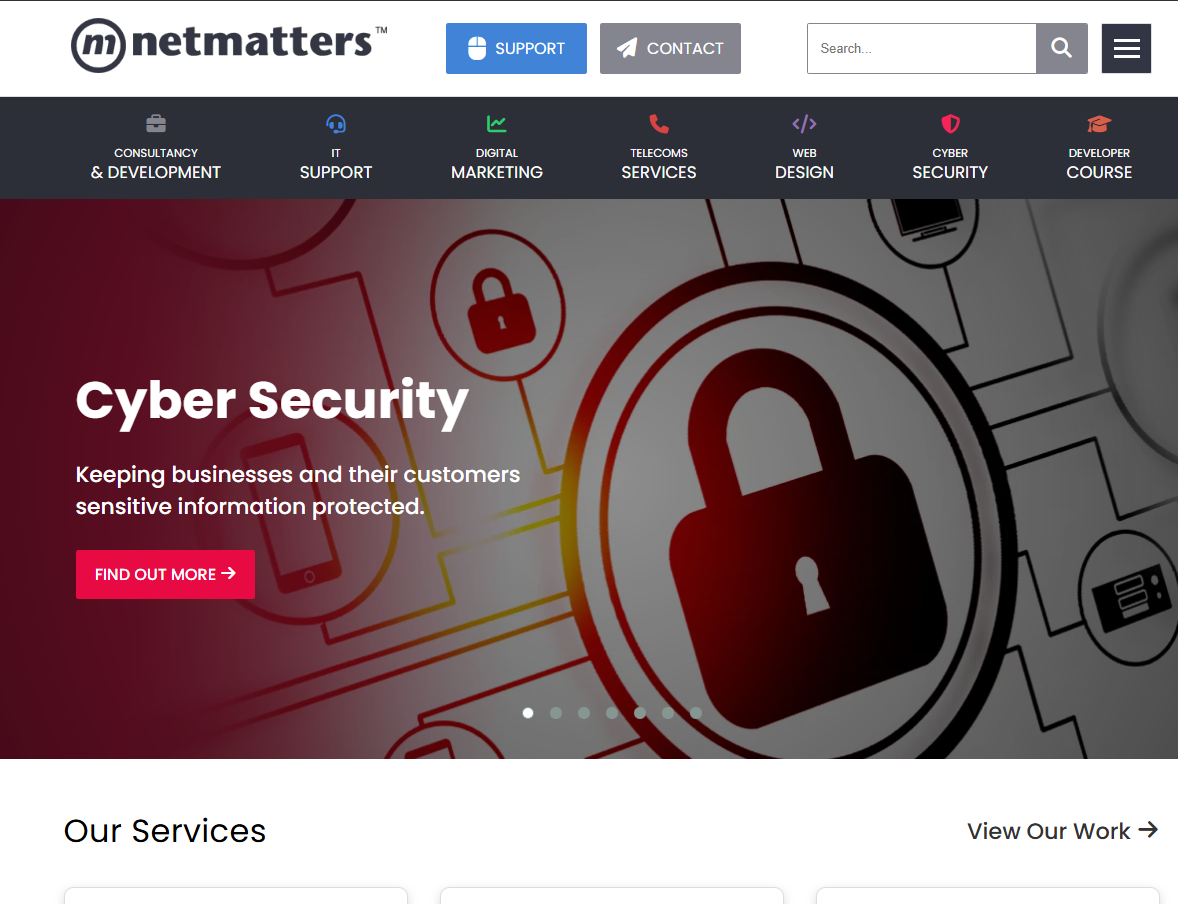 netmatters™
SUPPORT
CONTACT
Search...
CONSULTANCY
& DEVELOPMENT
IT
SUPPORT
DIGITAL
MARKETING
TELECOMS
SERVICES
WEB
DESIGN
CYBER
SECURITY
DEVELOPER
COURSE
Cyber Security
Keeping businesses and their customers
sensitive information protected.
FIND OUT MORE →
Our Services
View Our Work →